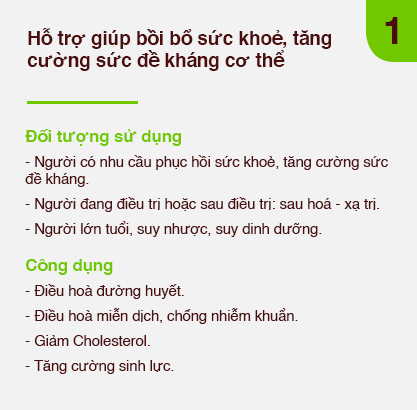 1
Hỗ trợ giúp bồi bổ sức khoẻ, tăng
cường sức đề kháng cơ thể
Đối tượng sử dụng
- Người có nhu cầu phục hồi sức khoẻ, tăng cường sức
đề kháng.
- Người đang điều trị hoặc sau điều trị: sau hoá - xạ trị.
- Người lớn tuổi, suy nhược, suy dinh dưỡng.
Công dụng
- Điều hoà đường huyết.
- Điều hoà miễn dịch, chống nhiễm khuẩn.
- Giảm Cholesterol.
- Tăng cường sinh lực.